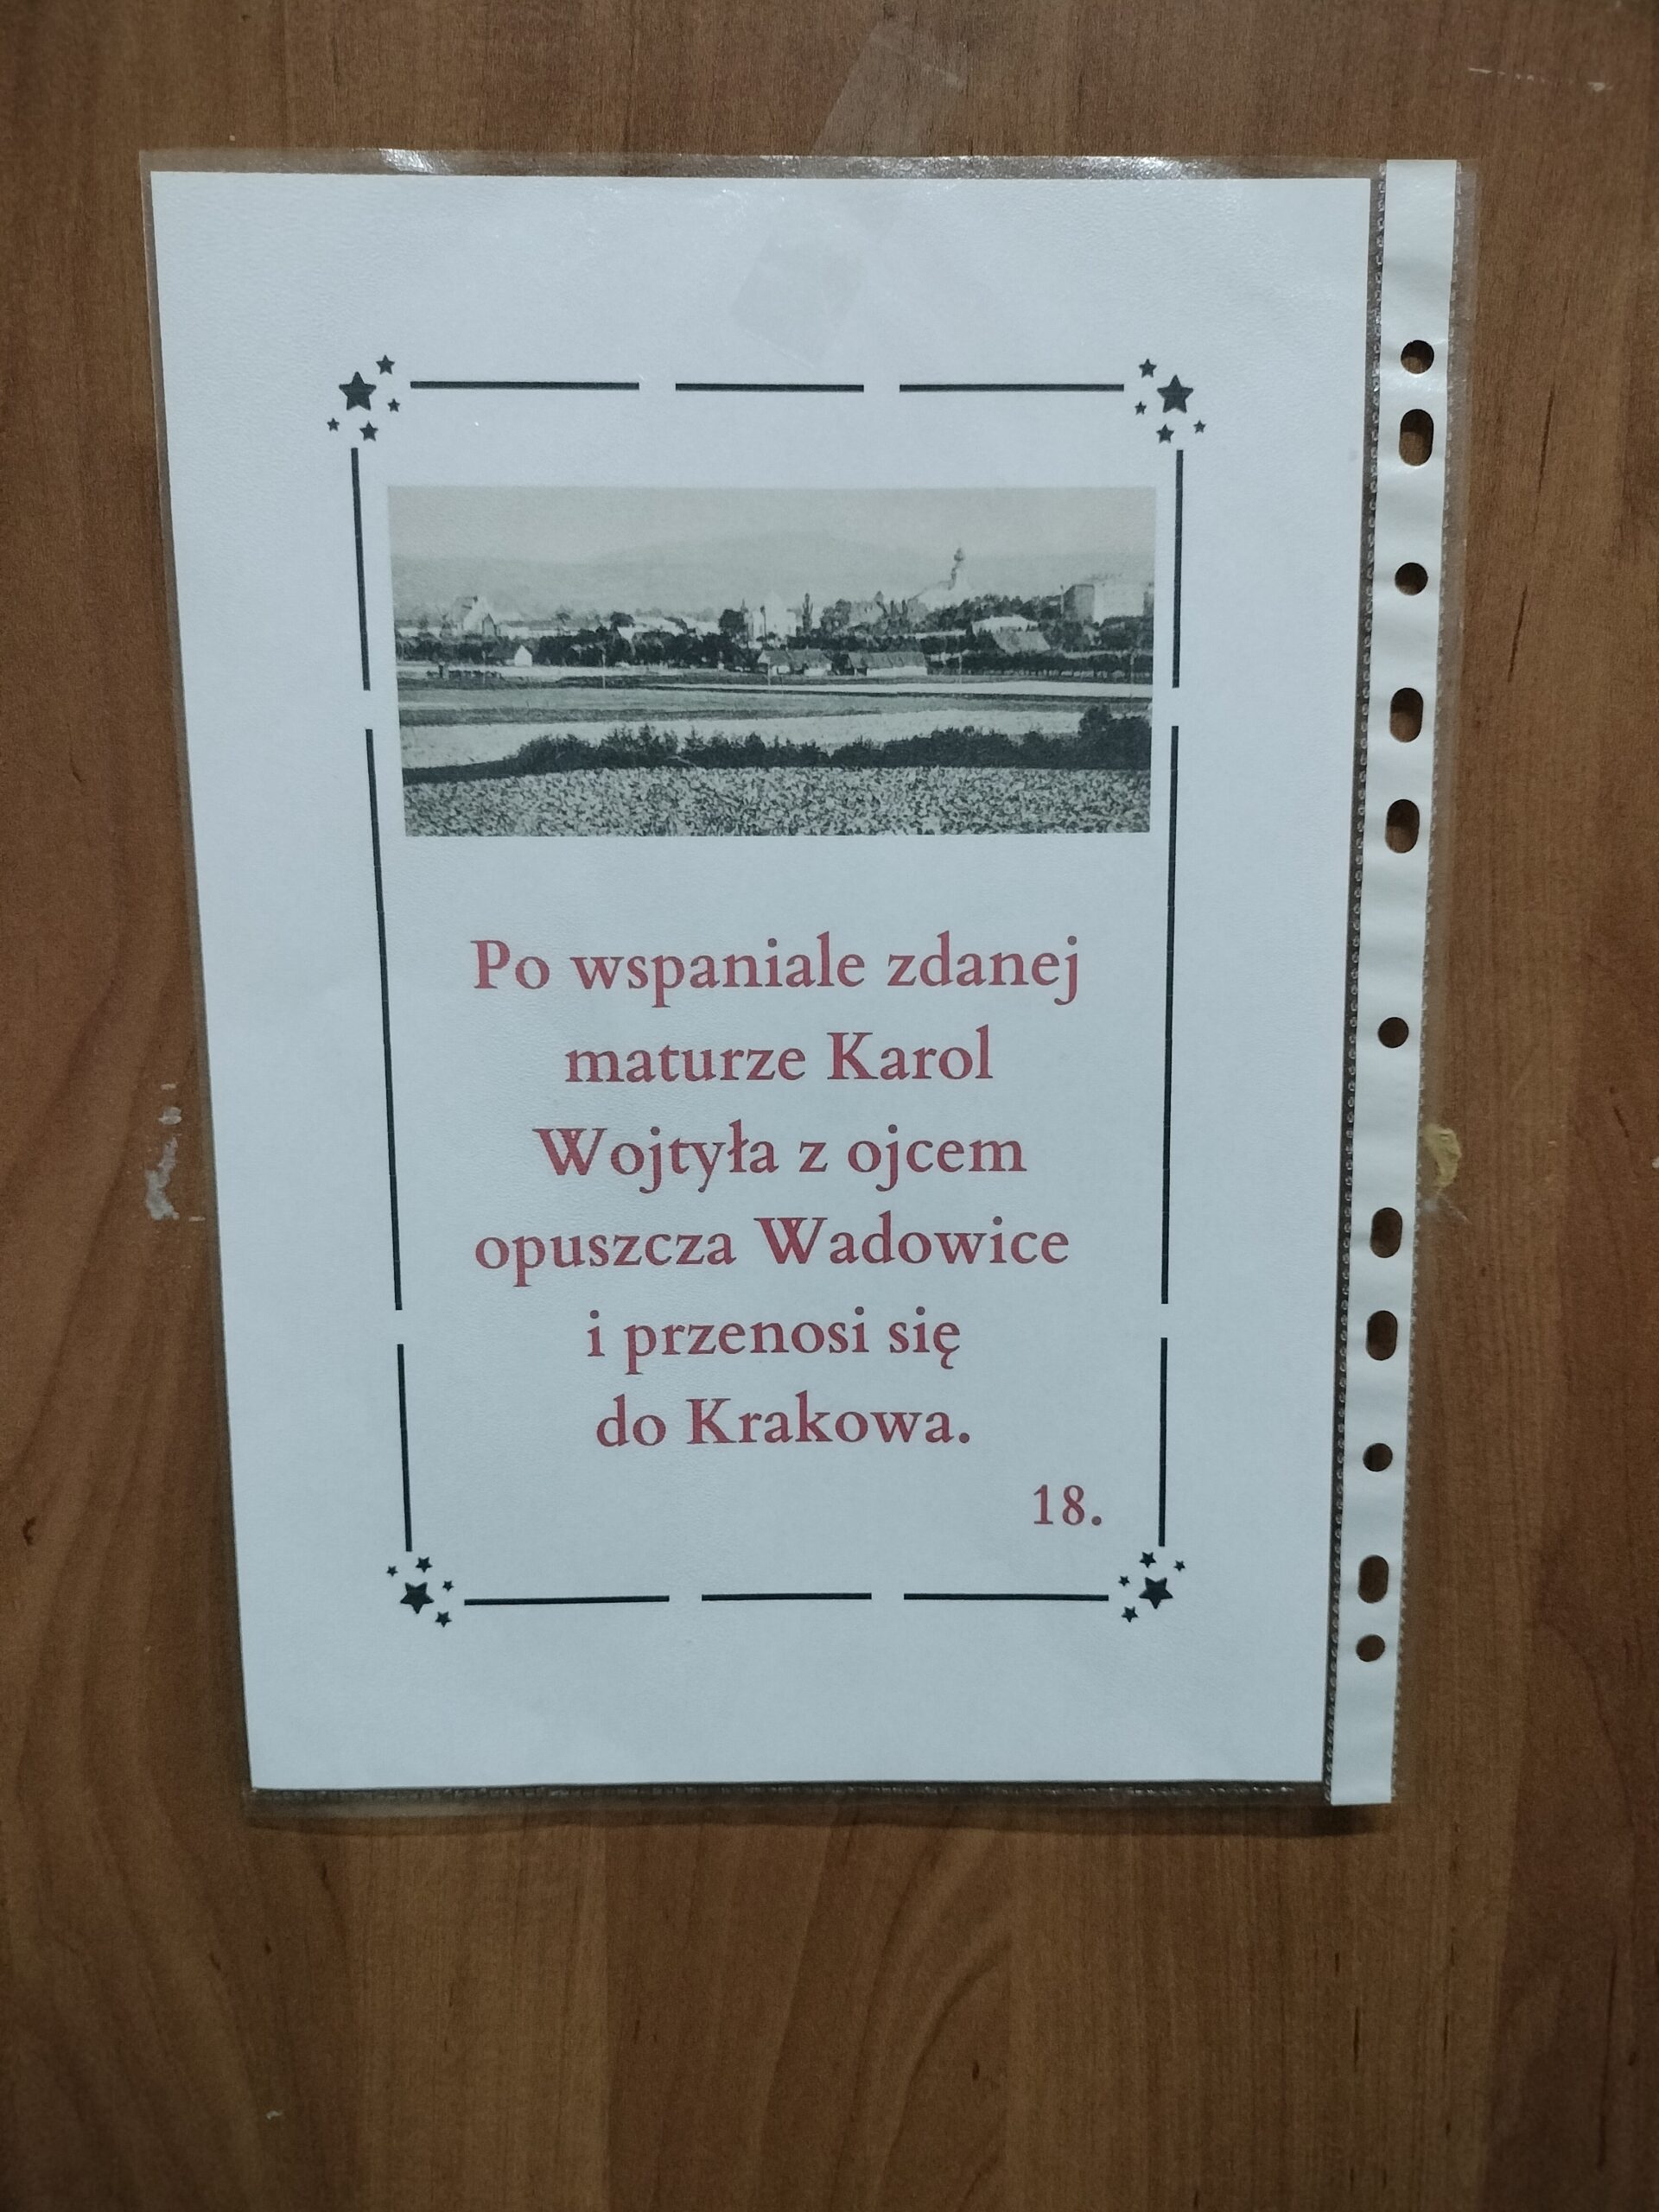 Po wspaniale zdanej
maturze Karol
Wojtyła z ojcem
opuszcza Wadowice
i przenosi się
do Krakowa.
18.